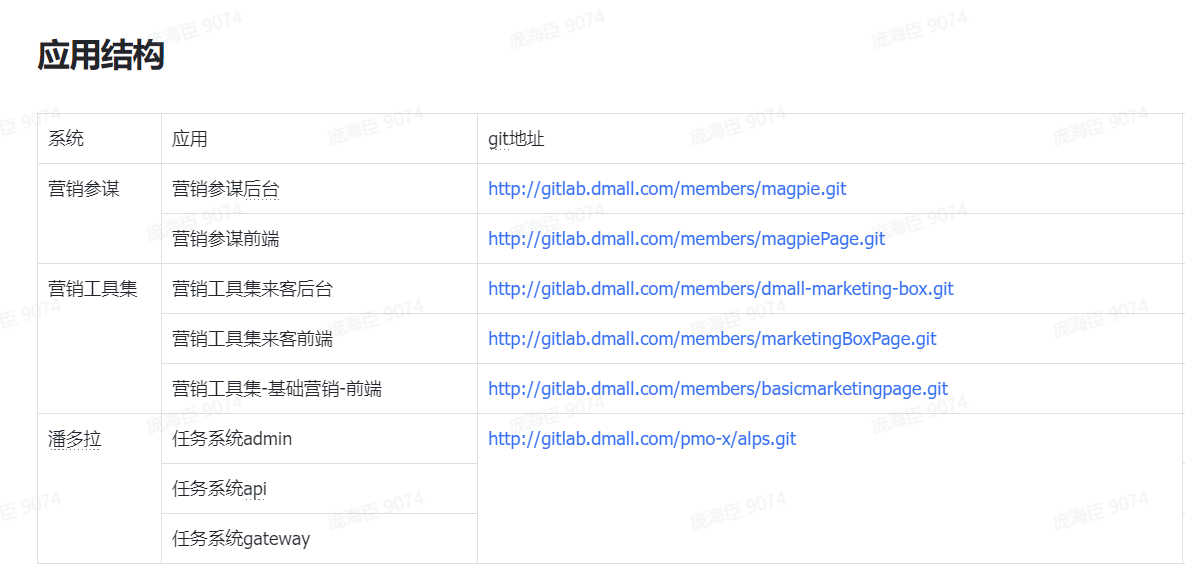 应用结构
系统 应用 git地址
营销参谋 营销参谋后台 http://gitlab.dmall.com/members/magpie.git
营销参谋前端 http://gitlab.dmall.com/members/magpiePage.git
营销工具集 营销工具集来客后台 http://gitlab.dmall.com/members/dmall-marketing-box.git
营销工具集来客前端 http://gitlab.dmall.com/members/marketingBoxPage.git
营销工具集-基础营销-前端 http://gitlab.dmall.com/members/basicmarketingpage.git
潘多拉 任务系统admin http://gitlab.dmall.com/pmo-x/alps.git
任务系统api
任务系统gateway
庞海臣 9074